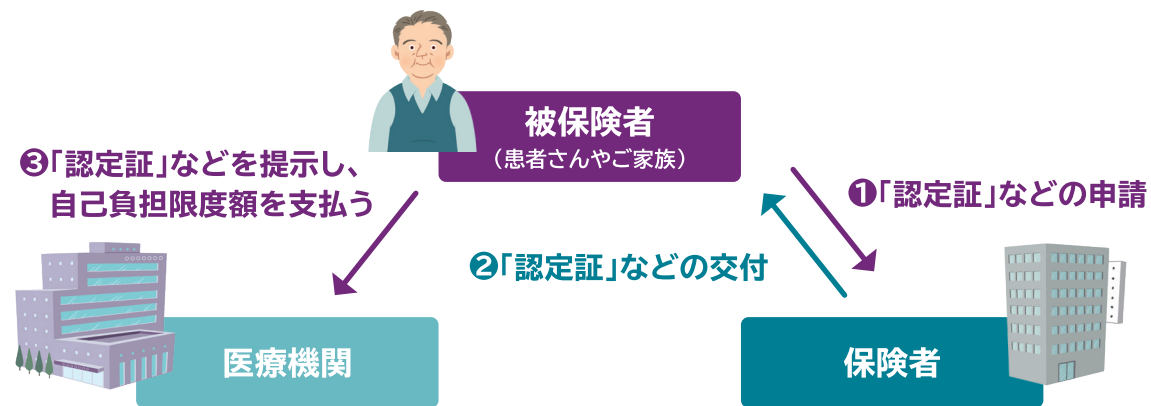 被保険者
（患者さんやご家族）
❸「認定証」などを提示し、
自己負担限度額を支払う
❶「認定証」などの申請
❷「認定証」などの交付
医療機関
保険者